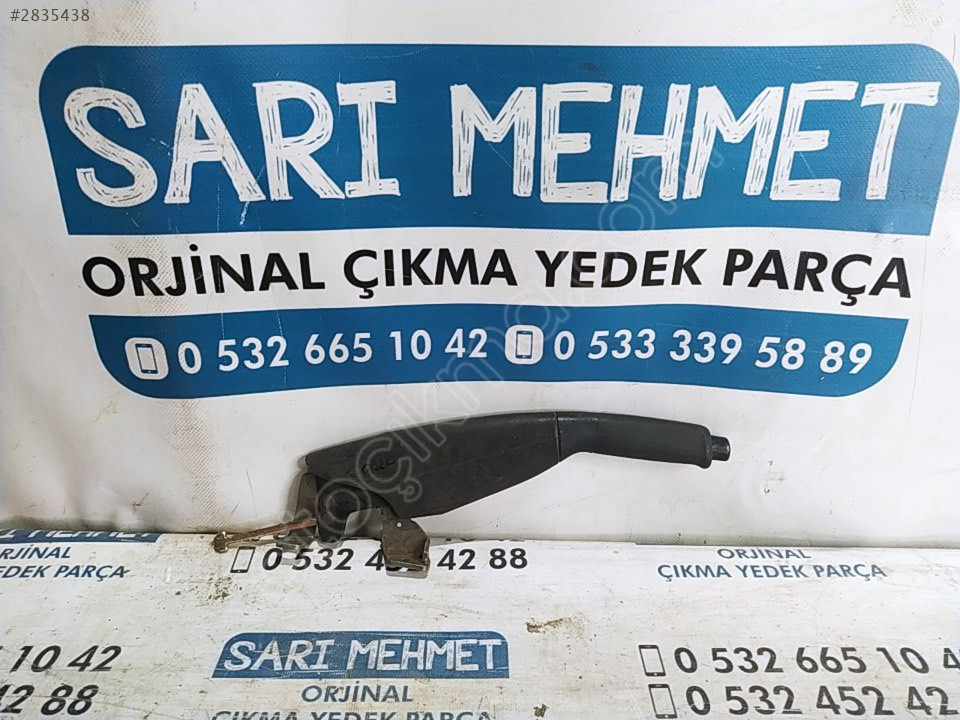 #2835438
SARI MEHMET
ORJİNAL ÇIKMA YEDEK PARÇA
0 532 665 10 42 0 533 339 58 89
SARI MEHMET
ORJİNAL
YEDEK PARÇA
0 532 4 4 42 88
ORJİNAL
ÇIKMA YEDEK PARÇA
10 42
42 88
SARI MEHMET
ORJİNAL
ÇIKMA YEDEK PARÇA
0 532 665 10 4
0 532 452 42